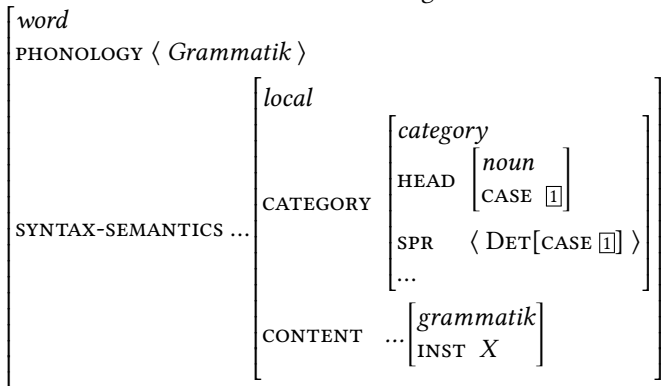 word
PHONOLOGY ⟨ Grammatik ⟩
local
category
HEAD noun
CASE 1
CATEGORY
SYNTAX-SEMANTICS ...
SPR ⟨ DET[CASE 1] ⟩
...
CONTENT ... grammatik
INST X